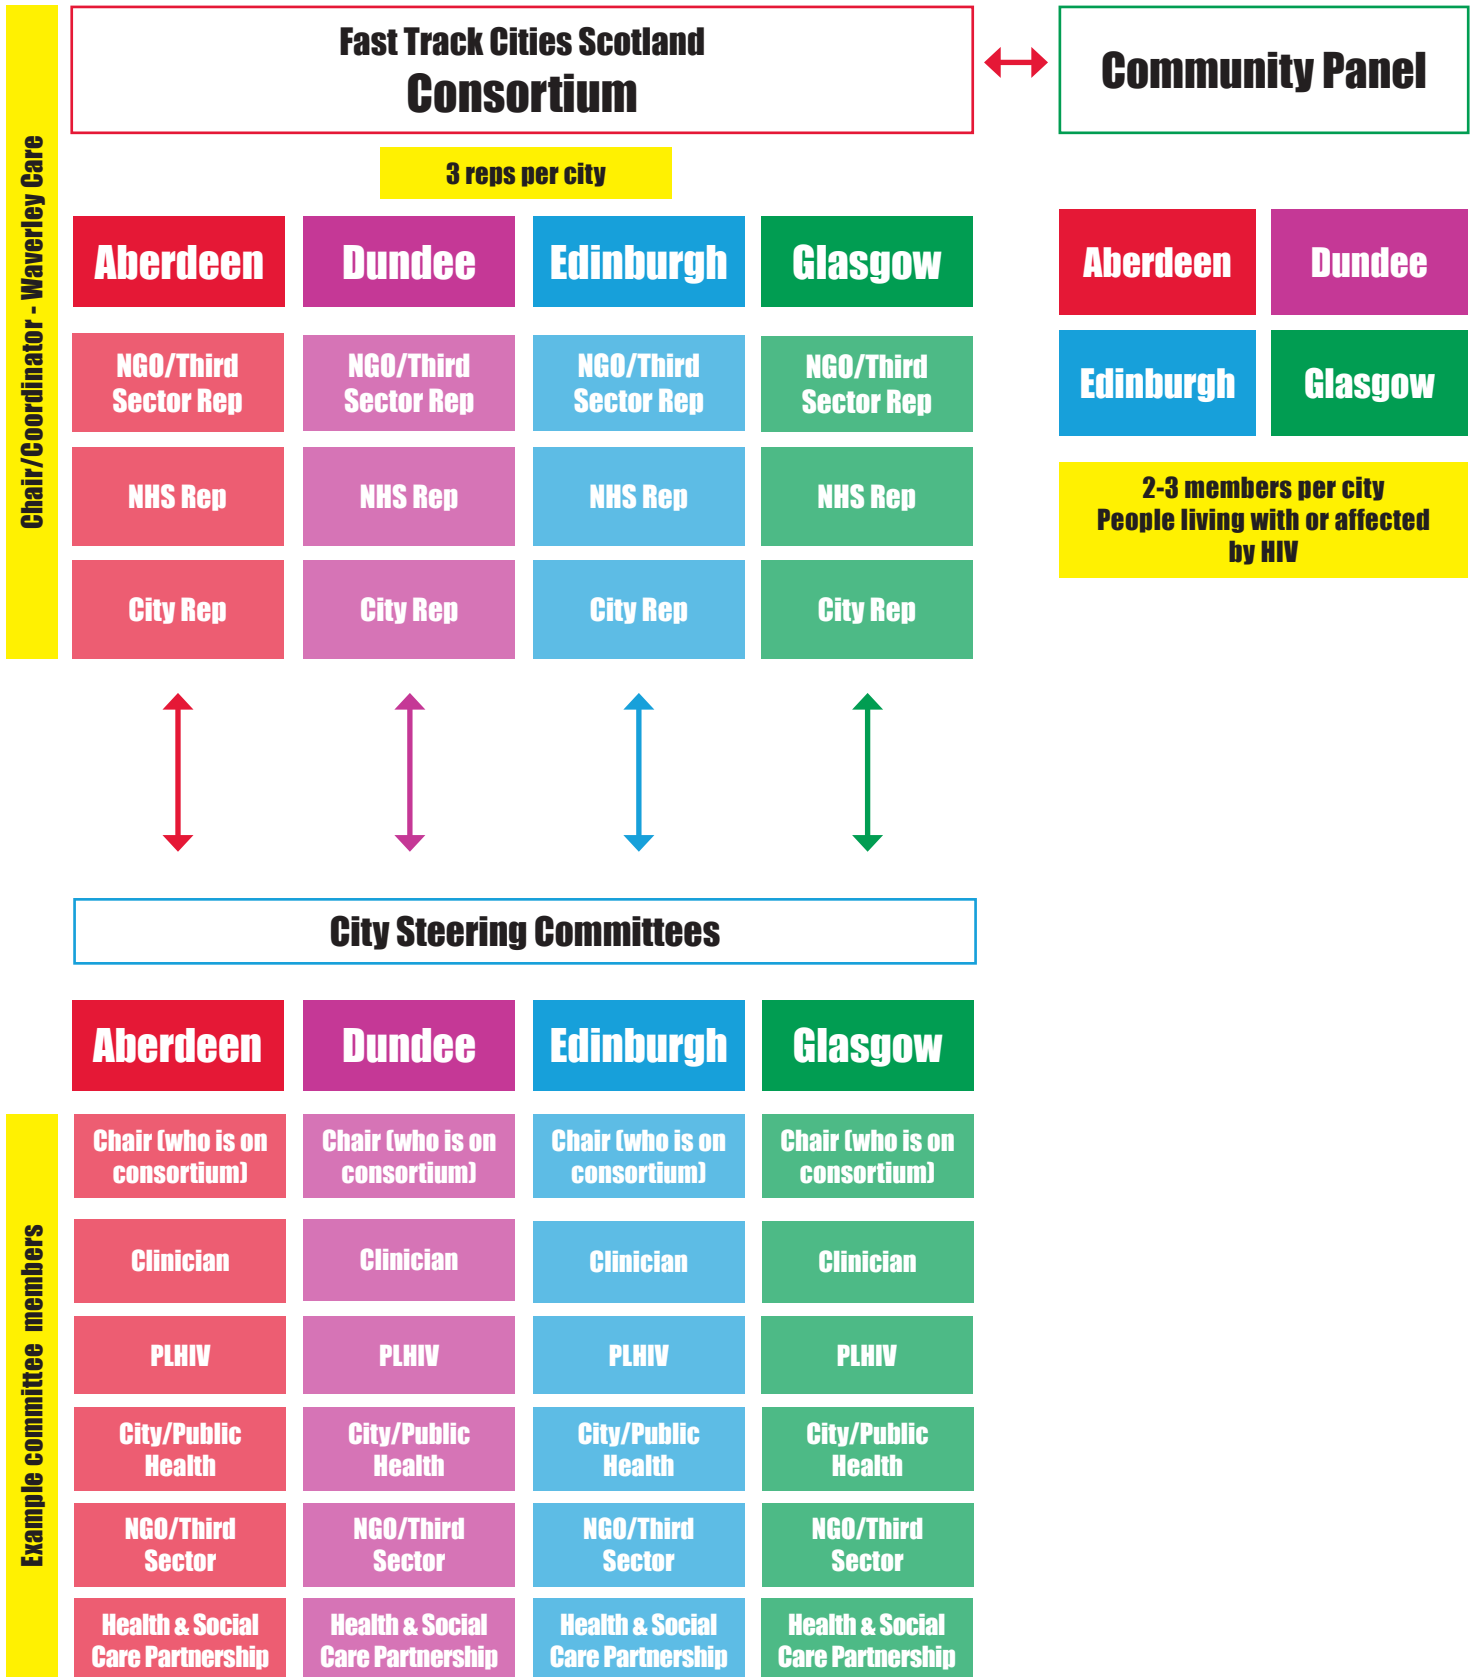 Fast Track Cities Scotland
Consortium
Community Panel
Chair/Coordinator - Waverley Care
3 reps per city
Aberdeen
Dundee
Edinburgh
Glasgow
NGO/Third
Sector Rep
NGO/Third
Sector Rep
NGO/Third
Sector Rep
NGO/Third
Sector Rep
NHS Rep
NHS Rep
NHS Rep
NHS Rep
City Rep
City Rep
City Rep
City Rep
Aberdeen
Dundee
Edinburgh
Glasgow
2-3 members per city
People living with or affected
by HIV
City Steering Committees
Aberdeen
Dundee
Edinburgh
Glasgow
Example committee members
Chair (who is on
consortium)
Chair (who is on
consortium)
Chair (who is on
consortium)
Chair (who is on
consortium)
Clinician
Clinician
Clinician
Clinician
PLHIV
PLHIV
PLHIV
PLHIV
City/Public
Health
City/Public
Health
City/Public
Health
City/Public
Health
NGO/Third
Sector
NGO/Third
Sector
NGO/Third
Sector
NGO/Third
Sector
Health & Social
Care Partnership
Health & Social
Care Partnership
Health & Social
Care Partnership
Health & Social
Care Partnership